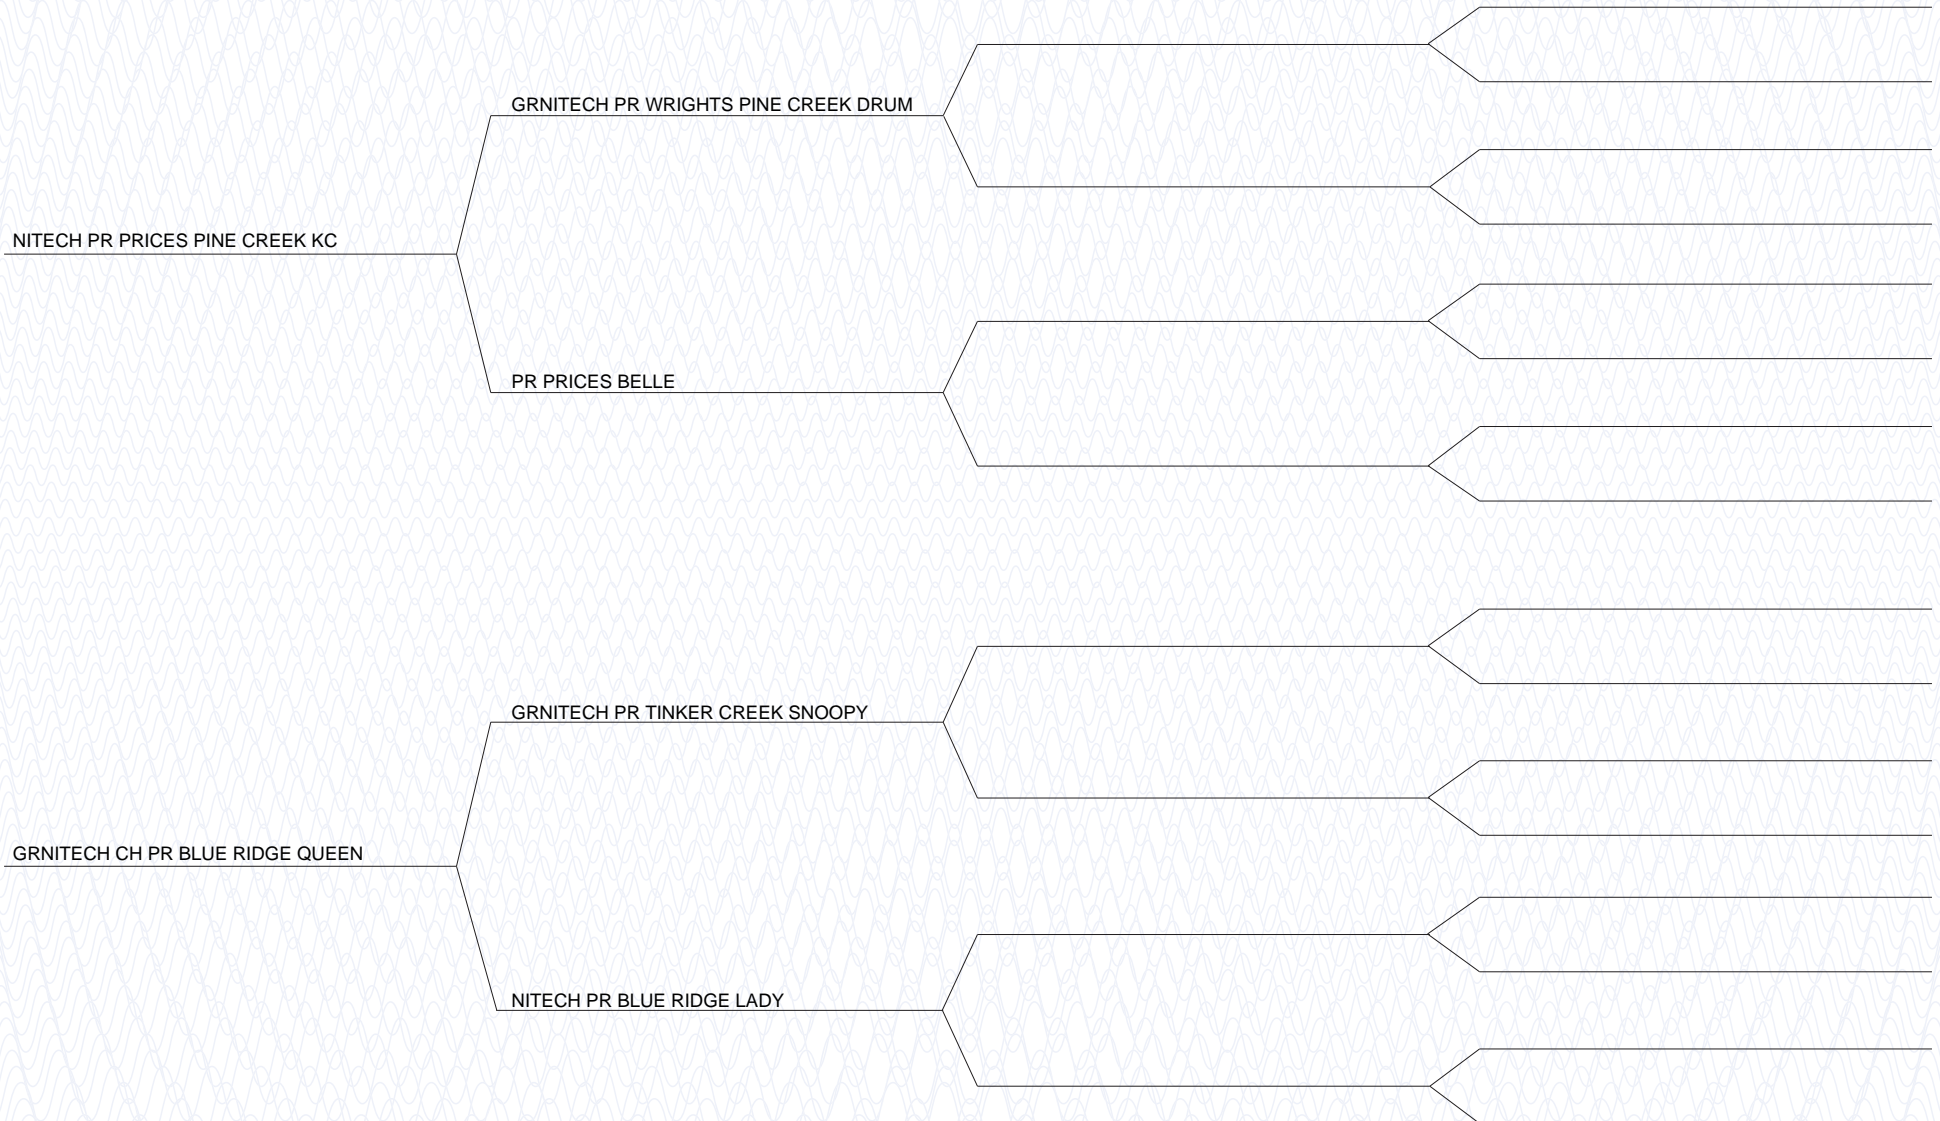 GRNITECH PR WRIGHTS PINE CREEK DRUM
NITECH PR PRICES PINE CREEK KC
PR PRICES BELLE
GRNITECH PR TINKER CREEK SNOOPY
GRNITECH CH PR BLUE RIDGE QUEEN
NITECH PR BLUE RIDGE LADY